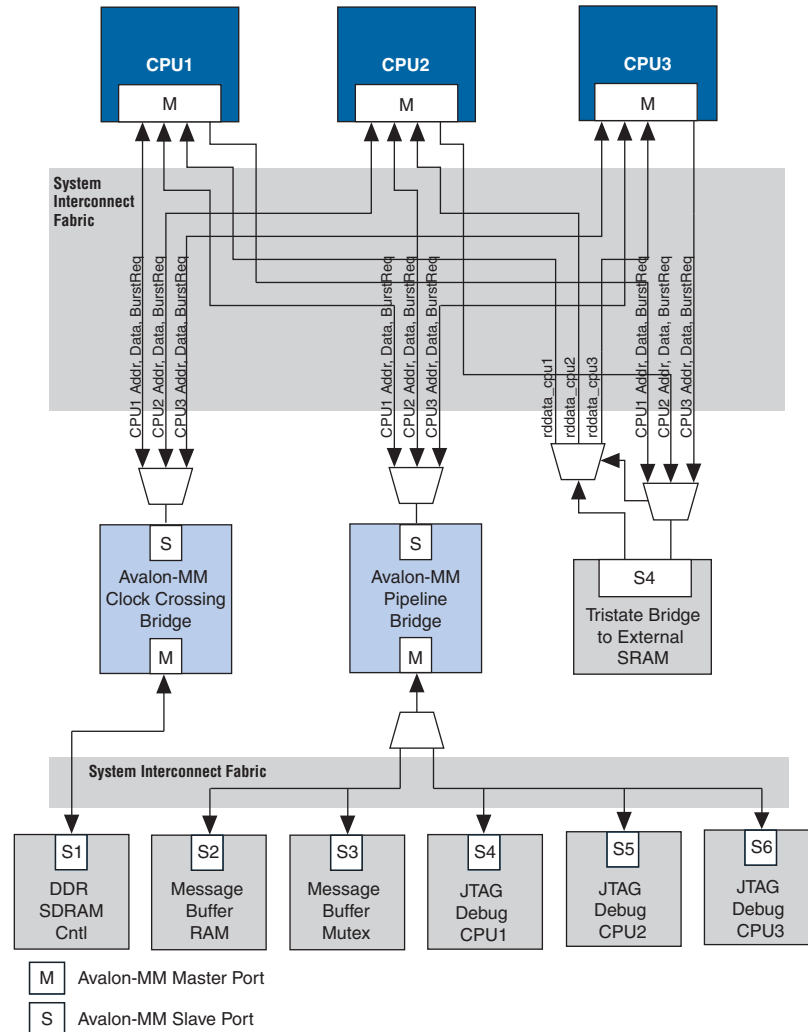 CPU1
CPU2
CPU3
M
M
M
System
Interconnect
Fabric
CPU1 Addr, Data, BurstReq
CPU2 Addr, Data, BurstReq
CPU3 Addr, Data, BurstReq
CPU1 Addr, Data, BurstReq
CPU2 Addr, Data, BurstReq
CPU3 Addr, Data, BurstReq
rddata_cpu1
rddata_cpu2
rddata_cpu3
CPU1 Addr, Data, BurstReq
CPU2 Addr, Data, BurstReq
CPU3 Addr, Data, BurstReq
S
Avalon-MM
Clock Crossing
Bridge
M
S
Avalon-MM
Pipeline
Bridge
M
S4
Tristate Bridge
to External
SRAM
System Interconnect Fabric
S1
DDR
SDRAM
Cntl
S2
Message
Buffer
RAM
S3
Message
Buffer
Mutex
S4
JTAG
Debug
CPU1
S5
JTAG
Debug
CPU2
S6
JTAG
Debug
CPU3
M Avalon-MM Master Port
S Avalon-MM Slave Port